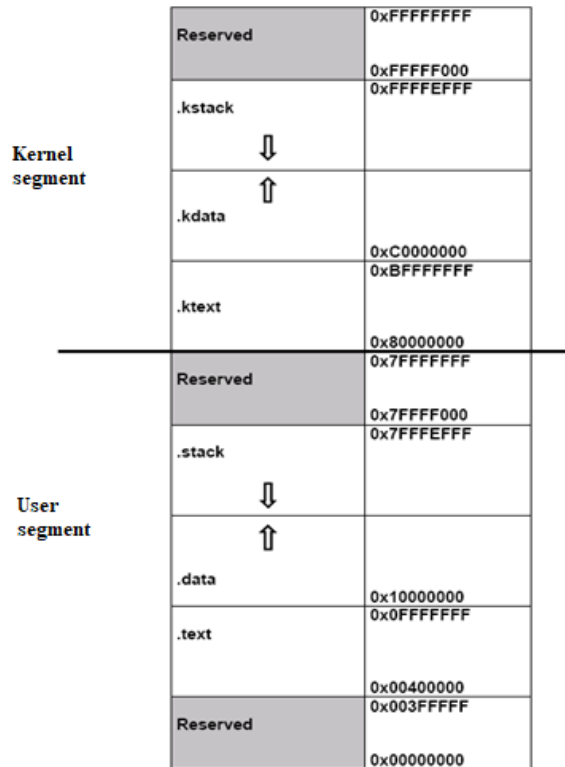 Reserved
0xFFFFFFFF
0xFFFFF000
.kstack
0xFFFFEFFF
Kernel
segment
.kdata
0xC0000000
.ktext
0xBFFFFFFF
0x80000000
Reserved
0x7FFFFFFF
0x7FFFF000
.stack
0x7FFFEFFF
User
segment
.data
0x10000000
.text
0x0FFFFFFF
0x00400000
Reserved
0x003FFFFF
0x00000000